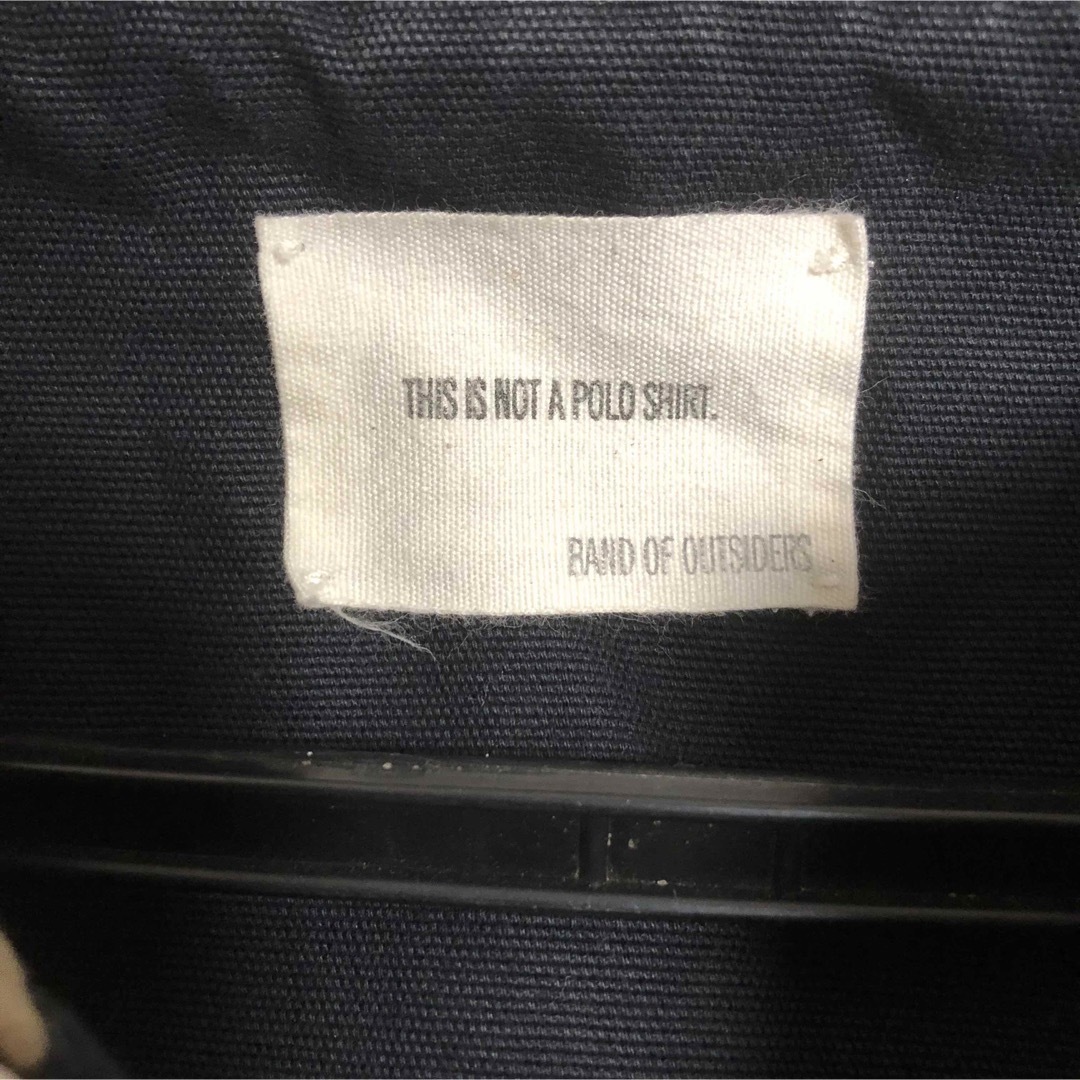 THIS IS NOT A POLO SHIRT.
BAND OF OUTSIDERS